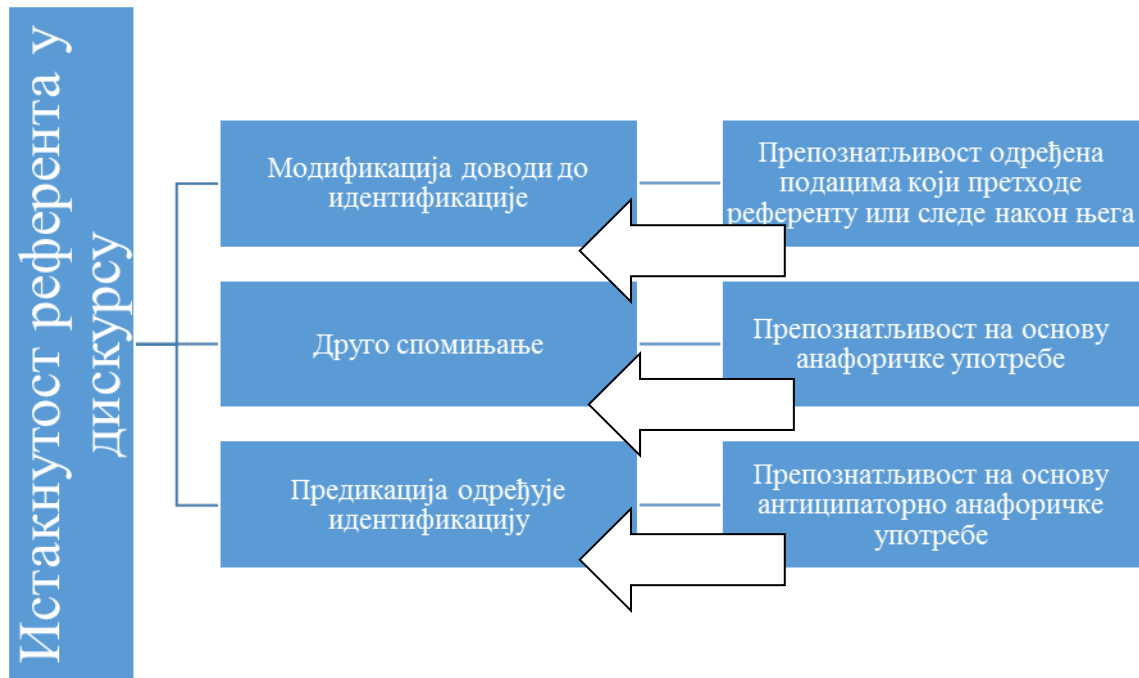 Истакнутост референта у
дискурсу
Модификација доводи до
идентификације
Препознатљивост одређена
подацима који претходе
референту или следе након њега
Друго спомињање
Препознатљивост на основу
анафоричке употребе
Предикација одређује
идентификацију
Препознатљивост на основу
антиципаторно анафоричке
употребе